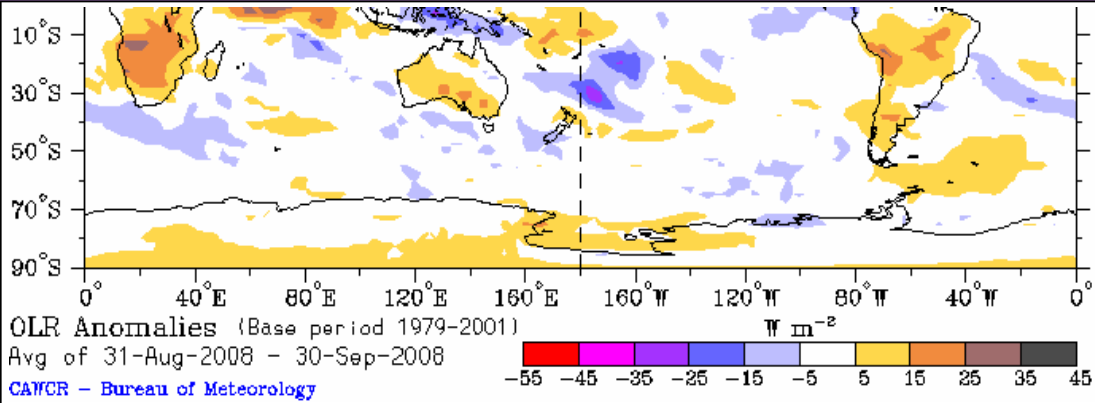 10°S
30°S
50°S
70°S
90°S
0° 40°E 80°E 120°E 160°E 160°W 120°W 80°W 40°W 0°
OLR Anomalies (Base period 1979-2001) W m⁻²
Avg of 31-Aug-2008 - 30-Sep-2008
-55 -45 -35 -25 -15 -5 5 15 25 35 45
CAWCR - Bureau of Meteorology